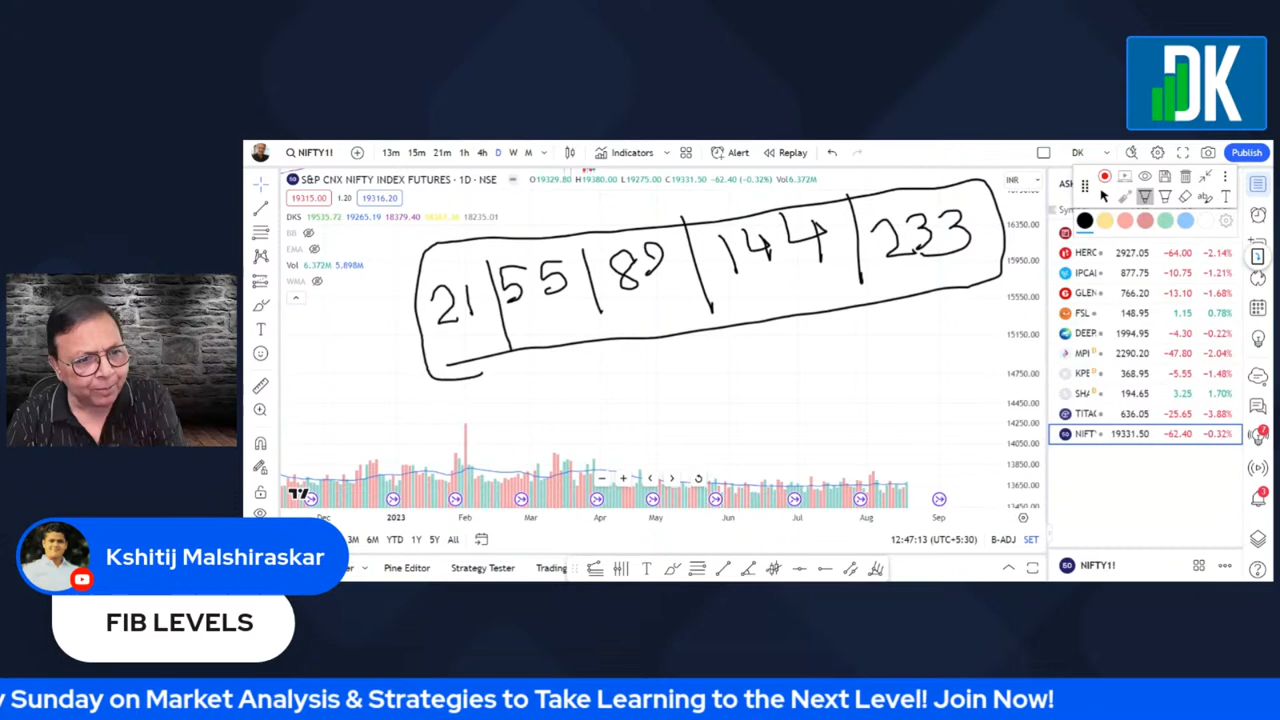 DK
NIFTY1!
13m 15m 21m 1h 4h D W M
Indicators
Alert
Replay
DK
Publish
S&P CNX NIFTY INDEX FUTURES · 1D · NSE
O19329.80 H19380.00 L19275.00 C19331.50 -62.40 (-0.32%) Vol6.372M
INR
19315.00 1.20 19316.20
DKS 19535.72 19265.19 18379.40 18235.01
BB
EMA
Vol 6.372M 5.898M
WMA
21 55 89 144 233
16350.00
15950.00
15550.00
15150.00
14750.00
14450.00
14250.00
14050.00
13850.00
13650.00
13450.00
HERC 2927.05 -64.00 -2.14%
IPCAI 877.75 -10.75 -1.21%
GLEN 766.20 -13.10 -1.68%
FSL 148.95 1.15 0.78%
DEEP 1994.95 -4.30 -0.22%
MPI 2290.20 -47.80 -2.04%
KPE 368.95 -5.55 -1.48%
SHA 194.65 3.25 1.70%
TITA 636.05 -25.65 -3.88%
NIFT 19331.50 -62.40 -0.32%
Dec 2023 Feb Mar Apr May Jun Jul Aug Sep
3M 6M YTD 1Y 5Y All
12:47:13 (UTC+5:30) B-ADJ SET
Pine Editor Strategy Tester Trading
NIFTY1!
Kshitij Malshiraskar
FIB LEVELS
y Sunday on Market Analysis & Strategies to Take Learning to the Next Level! Join Now!